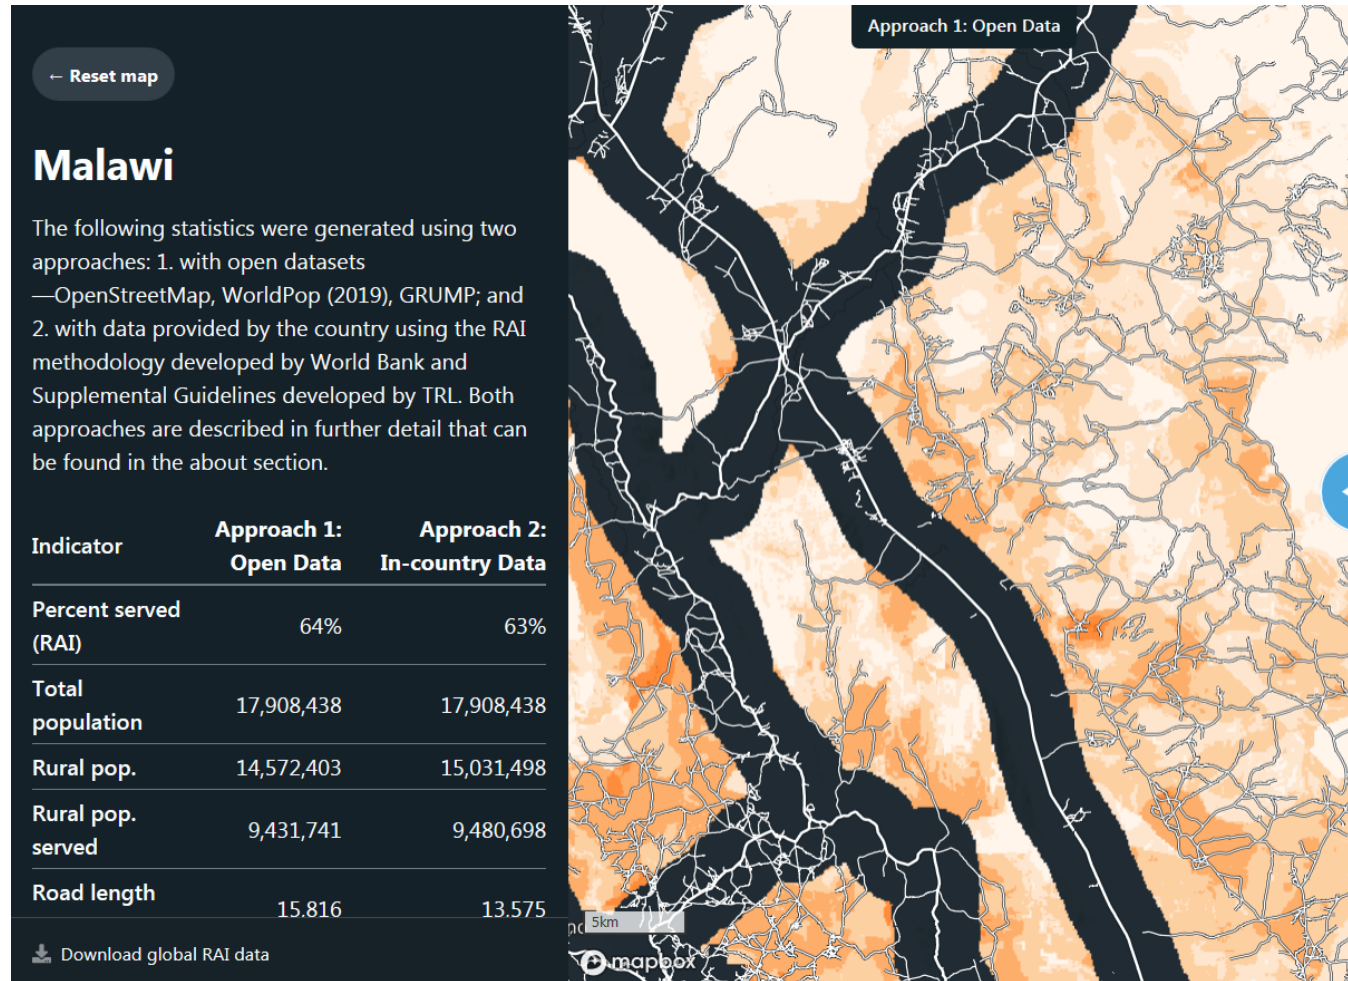 ← Reset map
Malawi
The following statistics were generated using two
approaches: 1. with open datasets
—OpenStreetMap, WorldPop (2019), GRUMP; and
2. with data provided by the country using the RAI
methodology developed by World Bank and
Supplemental Guidelines developed by TRL. Both
approaches are described in further detail that can
be found in the about section.
Indicator Approach 1: Open Data Approach 2: In-country Data
Percent served (RAI) 64% 63%
Total population 17,908,438 17,908,438
Rural pop. 14,572,403 15,031,498
Rural pop. served 9,431,741 9,480,698
Road length 15,816 13,575
Download global RAI data
Approach 1: Open Data
5km
mapbox